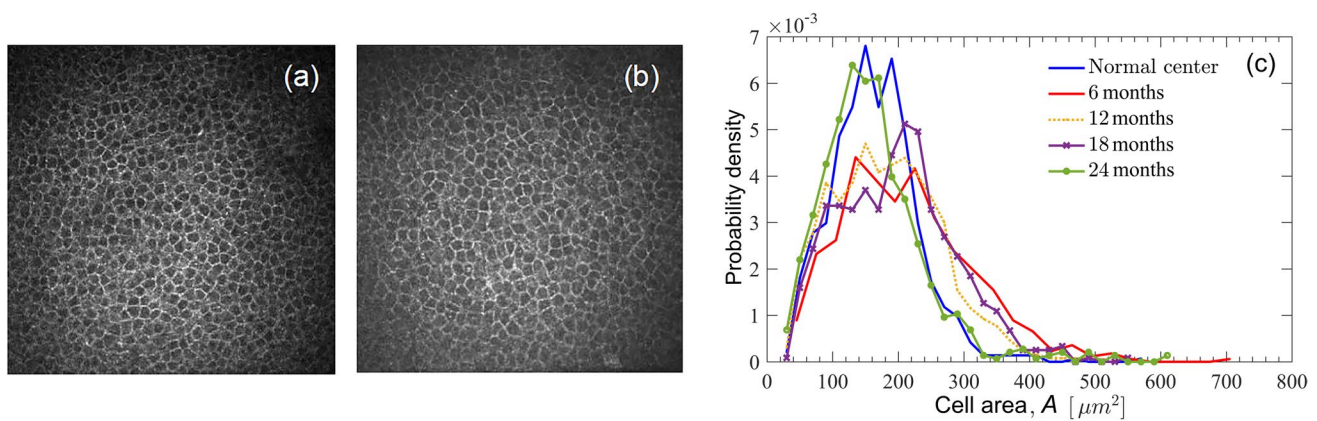 (a)
(b)
(c)
×10⁻³
7
6
5
4
3
2
1
0
Probability density
Normal center
6 months
12 months
18 months
24 months
0 100 200 300 400 500 600 700 800
Cell area, A [μm²]